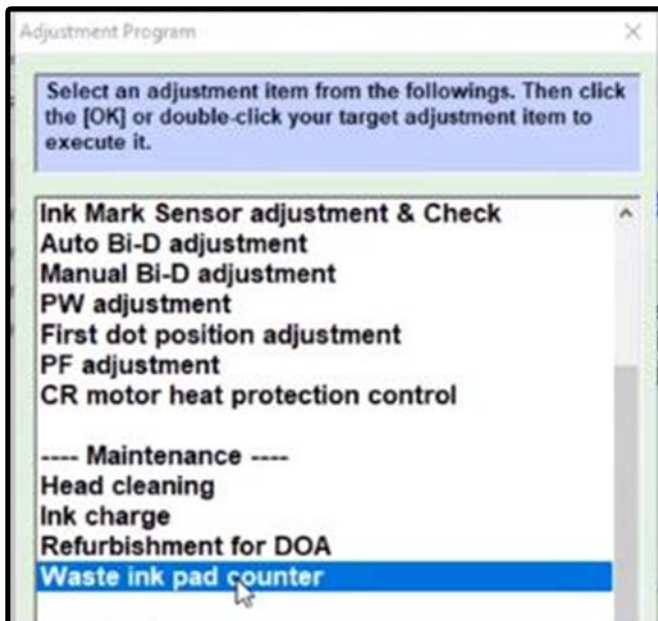 Adjustment Program
Select an adjustment item from the followings. Then click
the [OK] or double-click your target adjustment item to
execute it.
Ink Mark Sensor adjustment & Check
Auto Bi-D adjustment
Manual Bi-D adjustment
PW adjustment
First dot position adjustment
PF adjustment
CR motor heat protection control
---- Maintenance ----
Head cleaning
Ink charge
Refurbishment for DOA
Waste ink pad counter